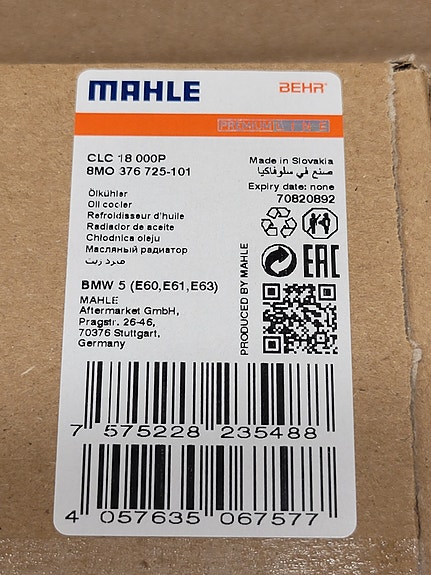 MAHLE
BEHR
PREMIUM LINE
CLC 18 000P
8MO 376 725-101
Made in Slovakia
صنع في سلوفاكيا
Expiry date: none
70820892
Ölkühler
Oil cooler
Refroidisseur d'huile
Radiador de aceite
Chłodnica oleju
Масляный радиатор
مبرد زيت
EAC
BMW 5 (E60,E61,E63)
MAHLE
Aftermarket GmbH,
Pragstr. 26-46,
70376 Stuttgart,
Germany
PRODUCED BY MAHLE
7 575228 235488
4 057635 067577